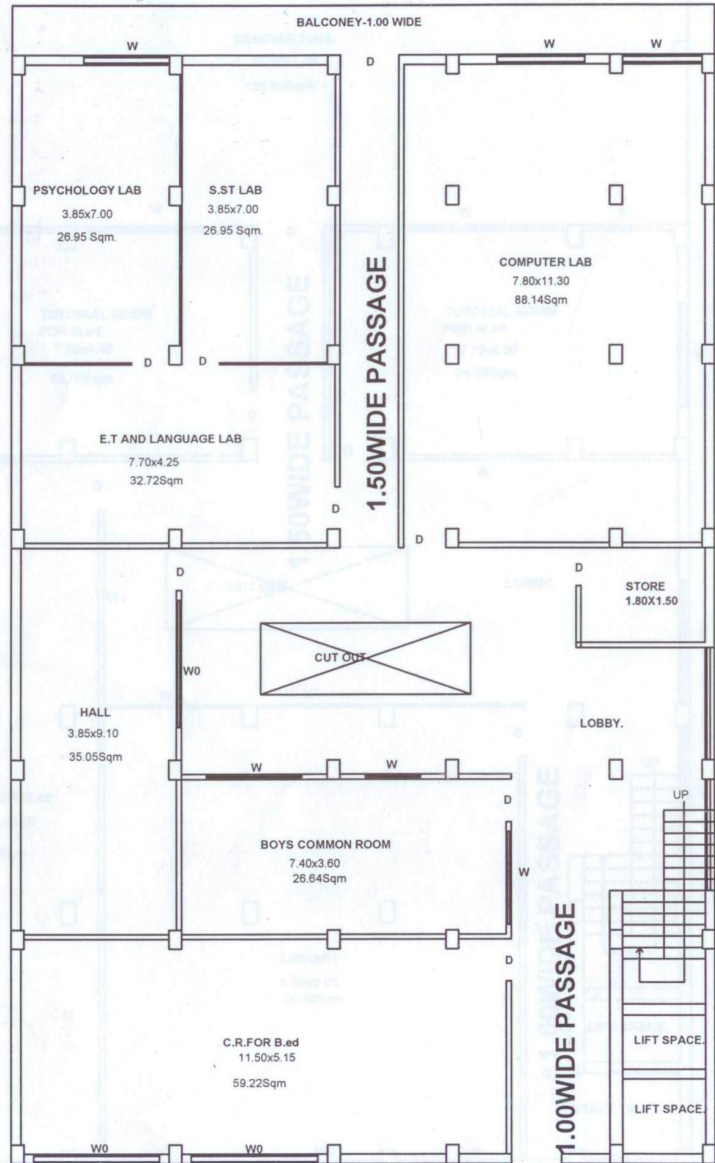 BALCONEY-1.00 WIDE
W
D
W
W
PSYCHOLOGY LAB
3.85x7.00
26.95 Sqm.
S.ST LAB
3.85x7.00
26.95 Sqm.
1.50WIDE PASSAGE
COMPUTER LAB
7.80x11.30
88.14Sqm
D
D
E.T AND LANGUAGE LAB
7.70x4.25
32.72Sqm
D
D
D
D
STORE
1.80X1.50
W0
CUT OUT
HALL
3.85x9.10
35.05Sqm
LOBBY.
W
W
UP
D
BOYS COMMON ROOM
7.40x3.60
26.64Sqm
W
D
1.00WIDE PASSAGE
C.R.FOR B.ed
11.50x5.15
59.22Sqm
LIFT SPACE.
LIFT SPACE.
W0
W0